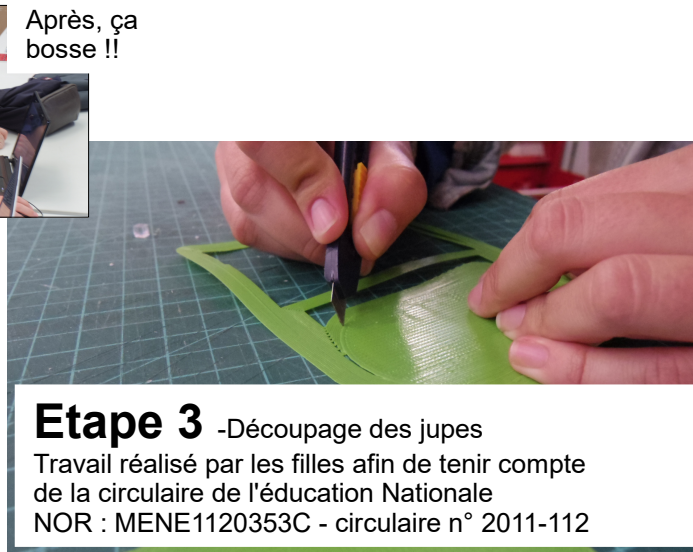 Après, ça
bosse !!
Etape 3 -Découpage des jupes
Travail réalisé par les filles afin de tenir compte
de la circulaire de l'éducation Nationale
NOR : MENE1120353C - circulaire n° 2011-112